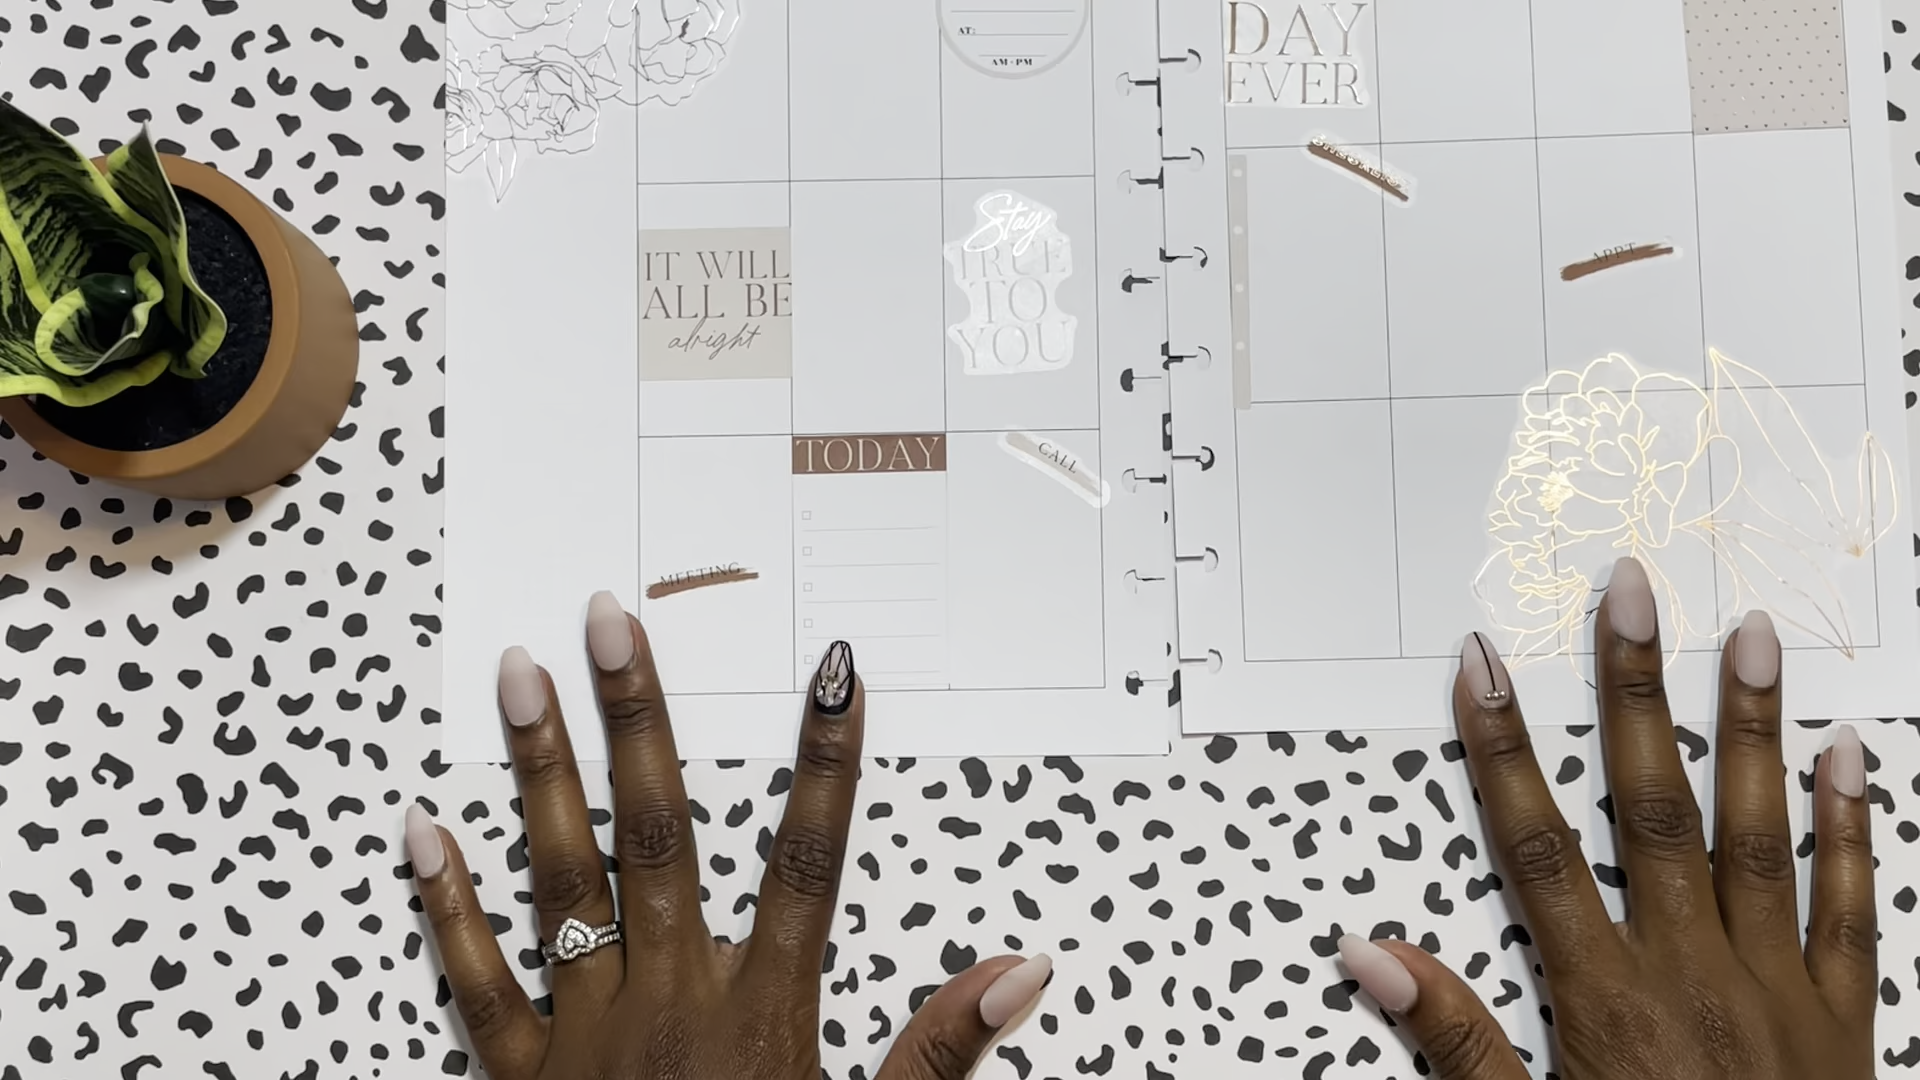 AT:
AM • PM
DAY
EVER
IT WILL
ALL BE
alright
Stay
TRUE
TO
YOU
APPT
TODAY
CALL
MEETING